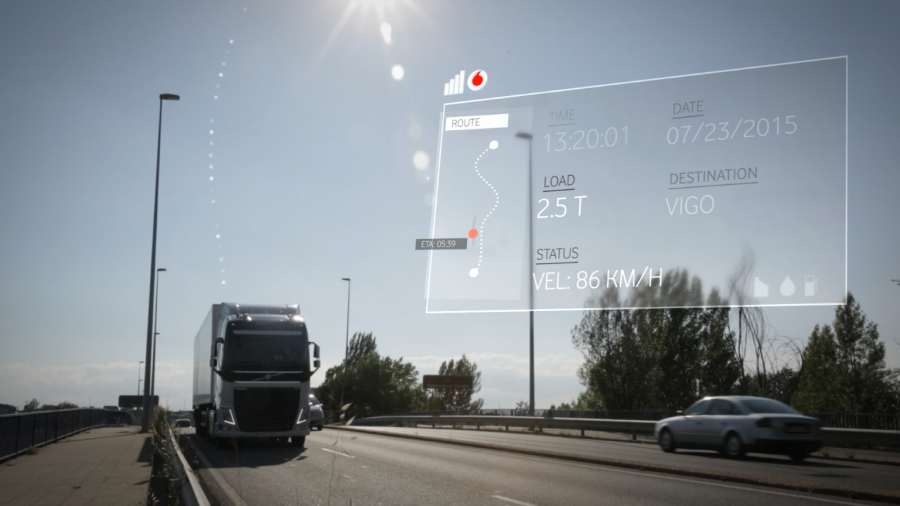 ROUTE
TIME
13:20:01
DATE
07/23/2015
LOAD
2.5 T
DESTINATION
VIGO
ETA: 05:39
STATUS
VEL: 86 KM/H